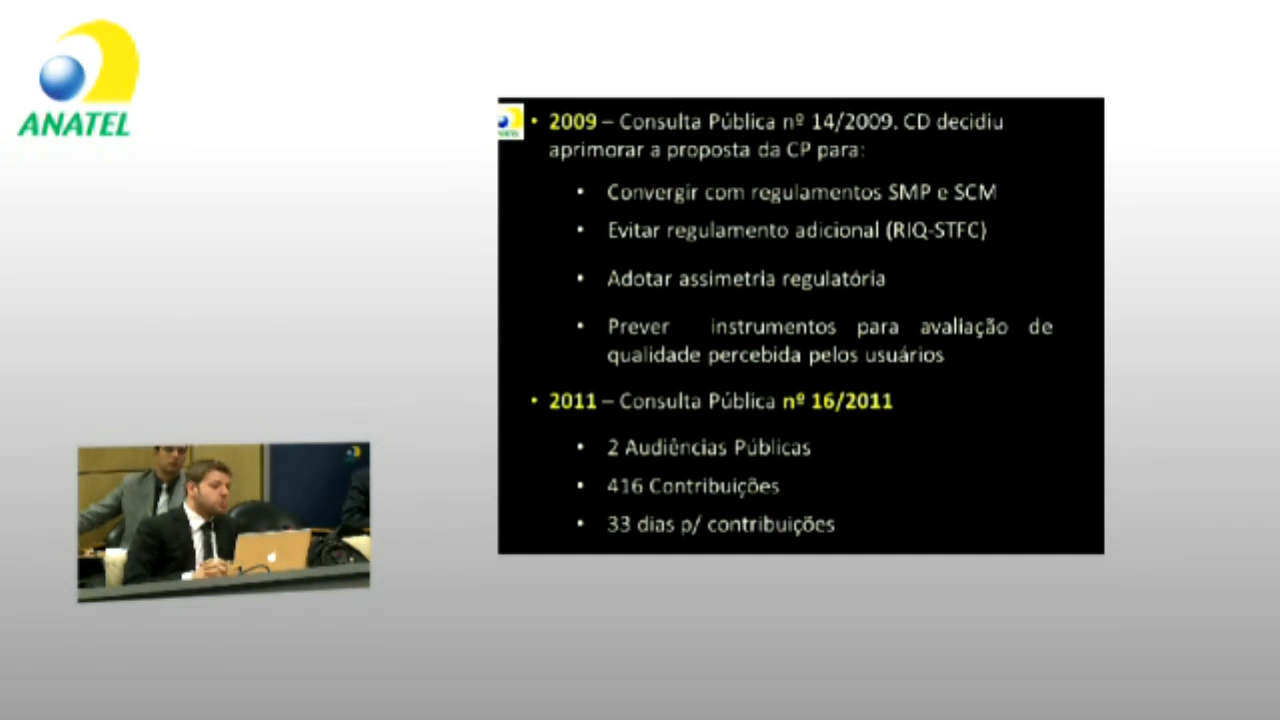 ANATEL
• 2009 – Consulta Pública nº 14/2009. CD decidiu
aprimorar a proposta da CP para:
• Convergir com regulamentos SMP e SCM
• Evitar regulamento adicional (RIQ-STFC)
• Adotar assimetria regulatória
• Prever instrumentos para avaliação de
qualidade percebida pelos usuários
• 2011 – Consulta Pública nº 16/2011
• 2 Audiências Públicas
• 416 Contribuições
• 33 dias p/ contribuições